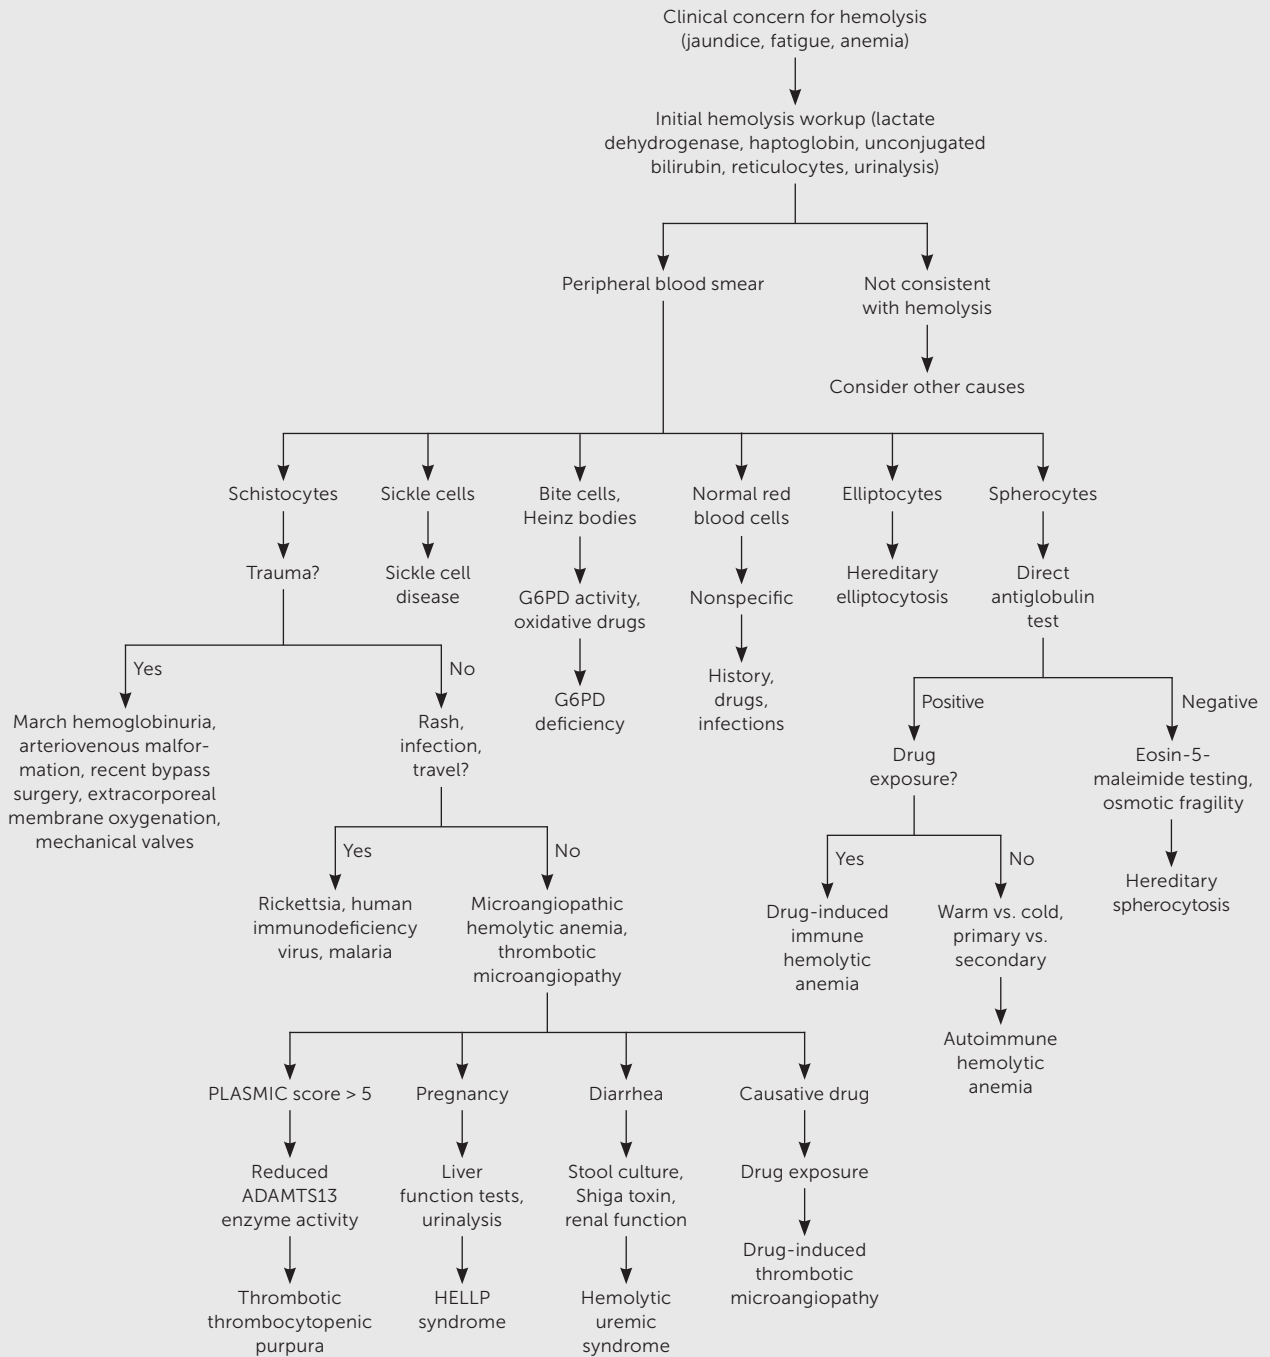 Clinical concern for hemolysis
(jaundice, fatigue, anemia)
Initial hemolysis workup (lactate
dehydrogenase, haptoglobin, unconjugated
bilirubin, reticulocytes, urinalysis)
Peripheral blood smear
Not consistent
with hemolysis
Consider other causes
Schistocytes
Sickle cells
Bite cells,
Heinz bodies
Normal red
blood cells
Elliptocytes
Spherocytes
Trauma?
Sickle cell
disease
G6PD activity,
oxidative drugs
Nonspecific
Hereditary
elliptocytosis
Direct
antiglobulin
test
Yes
No
G6PD
deficiency
History,
drugs,
infections
Positive
Negative
March hemoglobinuria,
arteriovenous malfor-
mation, recent bypass
surgery, extracorporeal
membrane oxygenation,
mechanical valves
Rash,
infection,
travel?
Drug
exposure?
Eosin-5-
maleimide testing,
osmotic fragility
Yes
No
Yes
No
Hereditary
spherocytosis
Rickettsia, human
immunodeficiency
virus, malaria
Microangiopathic
hemolytic anemia,
thrombotic
microangiopathy
Drug-induced
immune
hemolytic
anemia
Warm vs. cold,
primary vs.
secondary
Autoimmune
hemolytic
anemia
PLASMIC score > 5
Pregnancy
Diarrhea
Causative drug
Reduced
ADAMTS13
enzyme activity
Liver
function tests,
urinalysis
Stool culture,
Shiga toxin,
renal function
Drug exposure
Thrombotic
thrombocytopenic
purpura
HELLP
syndrome
Hemolytic
uremic
syndrome
Drug-induced
thrombotic
microangiopathy